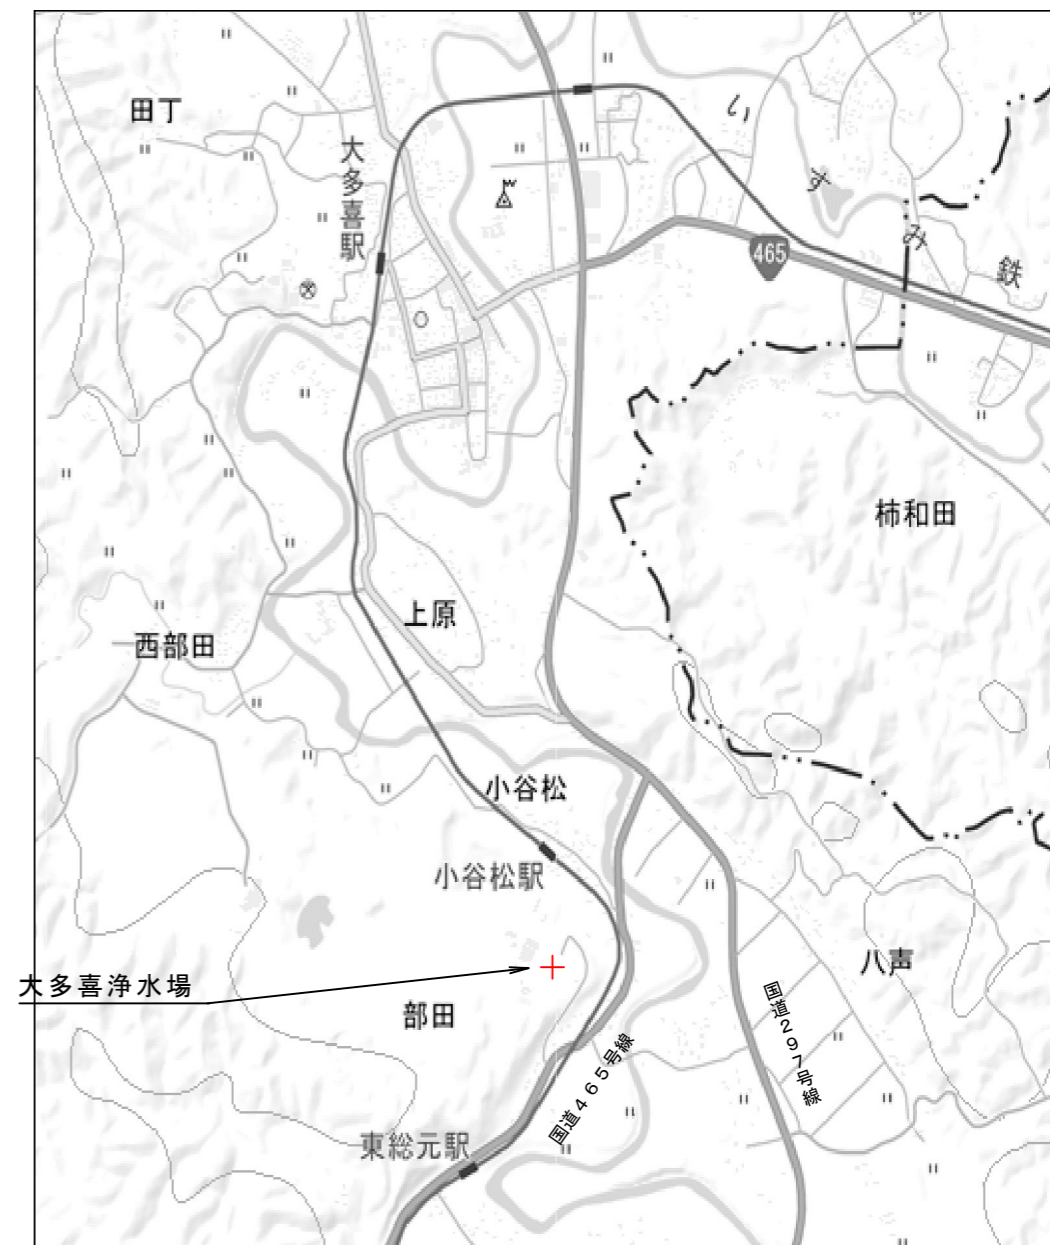 田丁
大多喜駅
い
す
み
鉄
465
柿和田
上原
西部田
小谷松
小谷松駅
八声
大多喜浄水場
部田
国道297号線
国道465号線
東総元駅